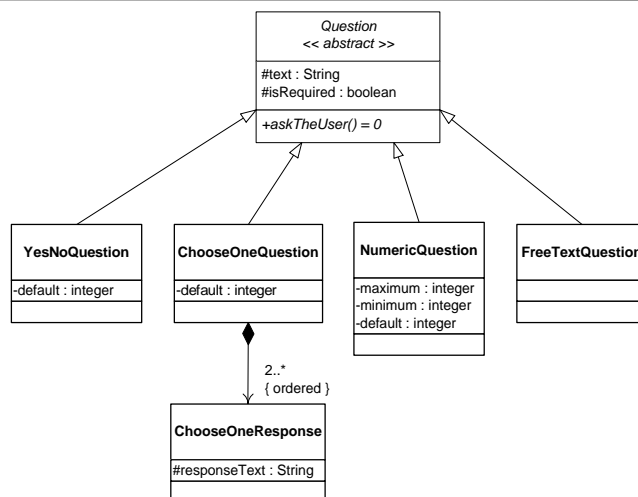 Question
<< abstract >>
#text : String
#isRequired : boolean
+askTheUser() = 0
YesNoQuestion
-default : integer
ChooseOneQuestion
-default : integer
NumericQuestion
-maximum : integer
-minimum : integer
-default : integer
FreeTextQuestion
2..*
{ ordered }
ChooseOneResponse
#responseText : String